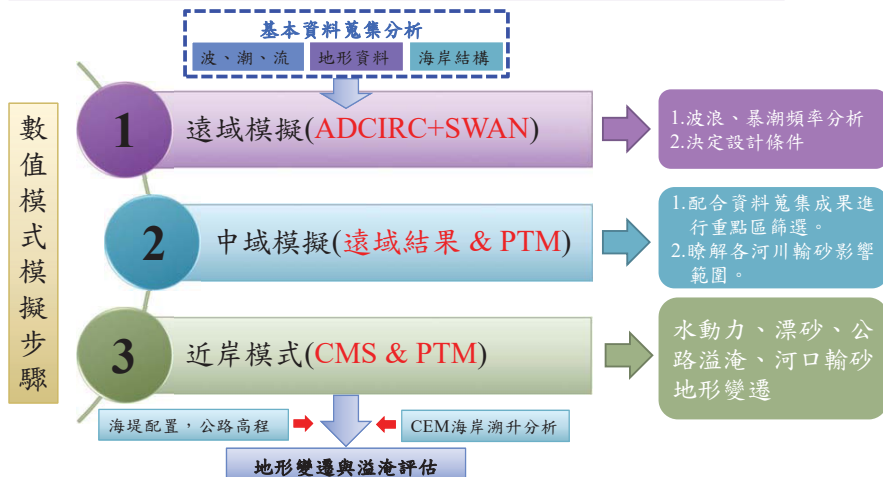 基本資料蒐集分析
波、潮、流
地形資料
海岸結構
數值模式模擬步驟
1
遠域模擬(ADCIRC+SWAN)
1.波浪、暴潮頻率分析
2.決定設計條件
2
中域模擬(遠域結果 & PTM)
1.配合資料蒐集成果進
行重點區篩選。
2.瞭解各河川輸砂影響
範圍。
3
近岸模式(CMS & PTM)
水動力、漂砂、公
路溢淹、河口輸砂
地形變遷
海堤配置，公路高程
CEM海岸溯升分析
地形變遷與溢淹評估